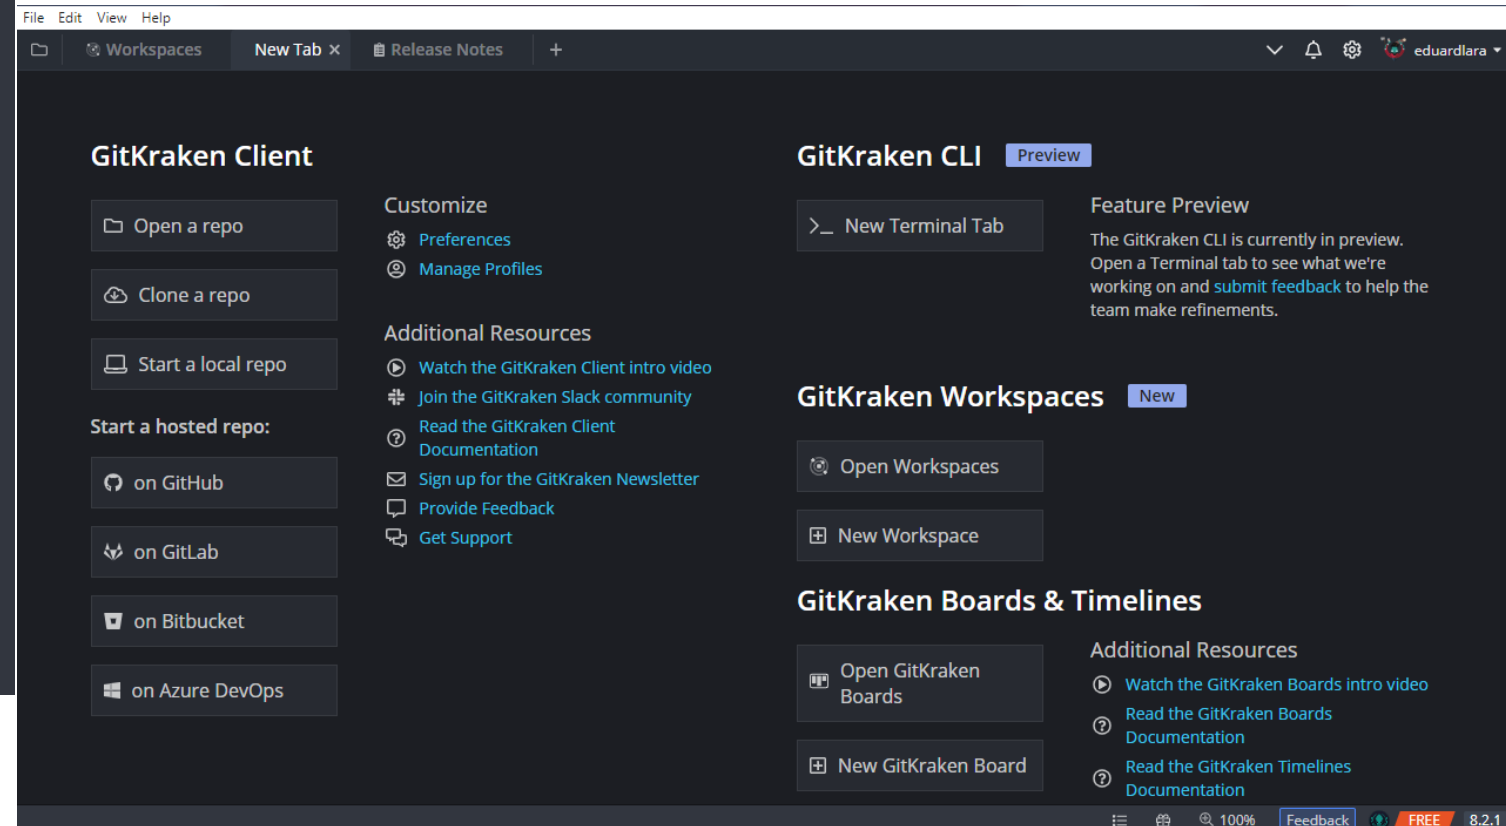 File Edit View Help
Workspaces New Tab Release Notes eduardlara
GitKraken Client
Open a repo
Clone a repo
Start a local repo
Start a hosted repo:
on GitHub
on GitLab
on Bitbucket
on Azure DevOps
Customize
Preferences
Manage Profiles
Additional Resources
Watch the GitKraken Client intro video
Join the GitKraken Slack community
Read the GitKraken Client
Documentation
Sign up for the GitKraken Newsletter
Provide Feedback
Get Support
GitKraken CLI Preview
New Terminal Tab
Feature Preview
The GitKraken CLI is currently in preview.
Open a Terminal tab to see what we're
working on and submit feedback to help the
team make refinements.
GitKraken Workspaces New
Open Workspaces
New Workspace
GitKraken Boards & Timelines
Open GitKraken
Boards
New GitKraken Board
Additional Resources
Watch the GitKraken Boards intro video
Read the GitKraken Boards
Documentation
Read the GitKraken Timelines
Documentation
100% Feedback FREE 8.2.1